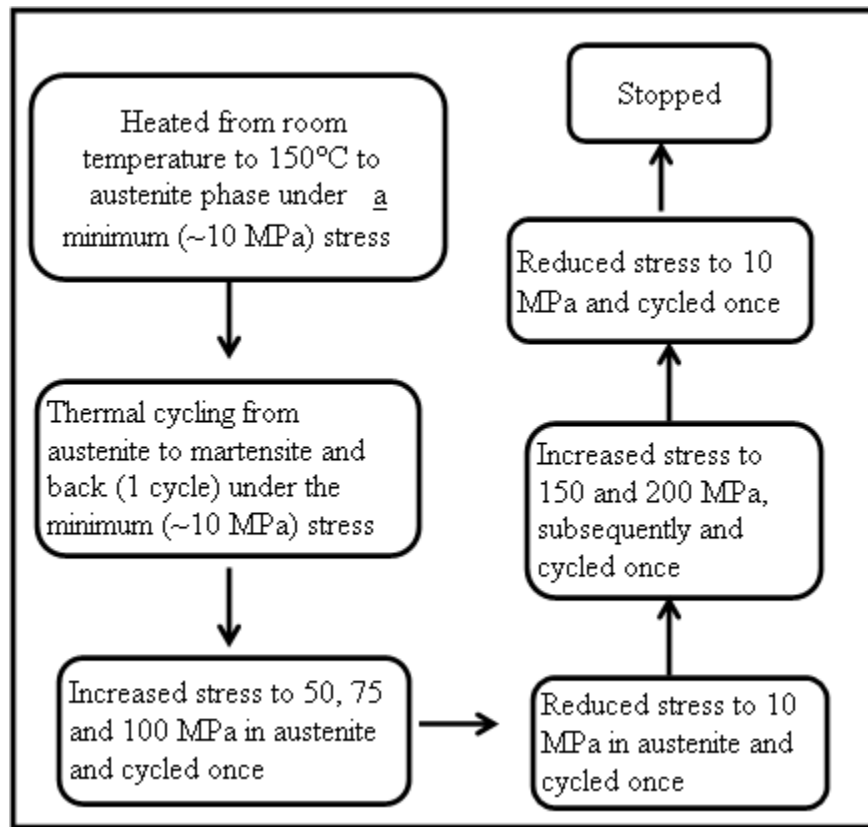 Heated from room
temperature to 150°C to
austenite phase under a
minimum (~10 MPa) stress
Thermal cycling from
austenite to martensite and
back (1 cycle) under the
minimum (~10 MPa) stress
Increased stress to 50, 75
and 100 MPa in austenite
and cycled once
Reduced stress to 10
MPa in austenite and
cycled once
Increased stress to
150 and 200 MPa,
subsequently and
cycled once
Reduced stress to 10
MPa and cycled once
Stopped